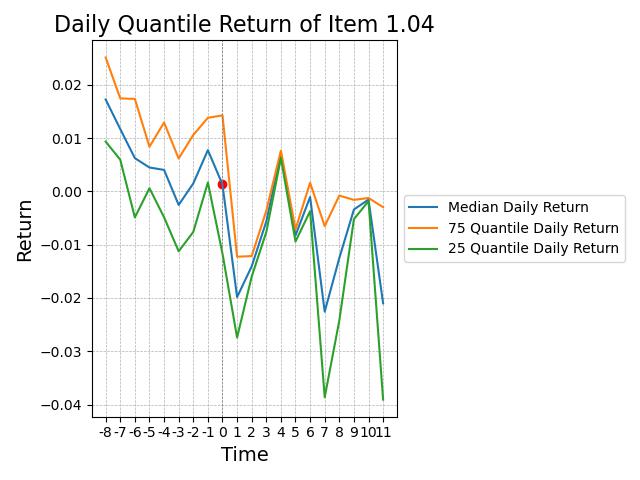 Daily Quantile Return of Item 1.04
Return
0.02
0.01
0.00
−0.01
−0.02
−0.03
−0.04
-8 -7 -6 -5 -4 -3 -2 -1 0 1 2 3 4 5 6 7 8 9 10 11
Time
Median Daily Return
75 Quantile Daily Return
25 Quantile Daily Return